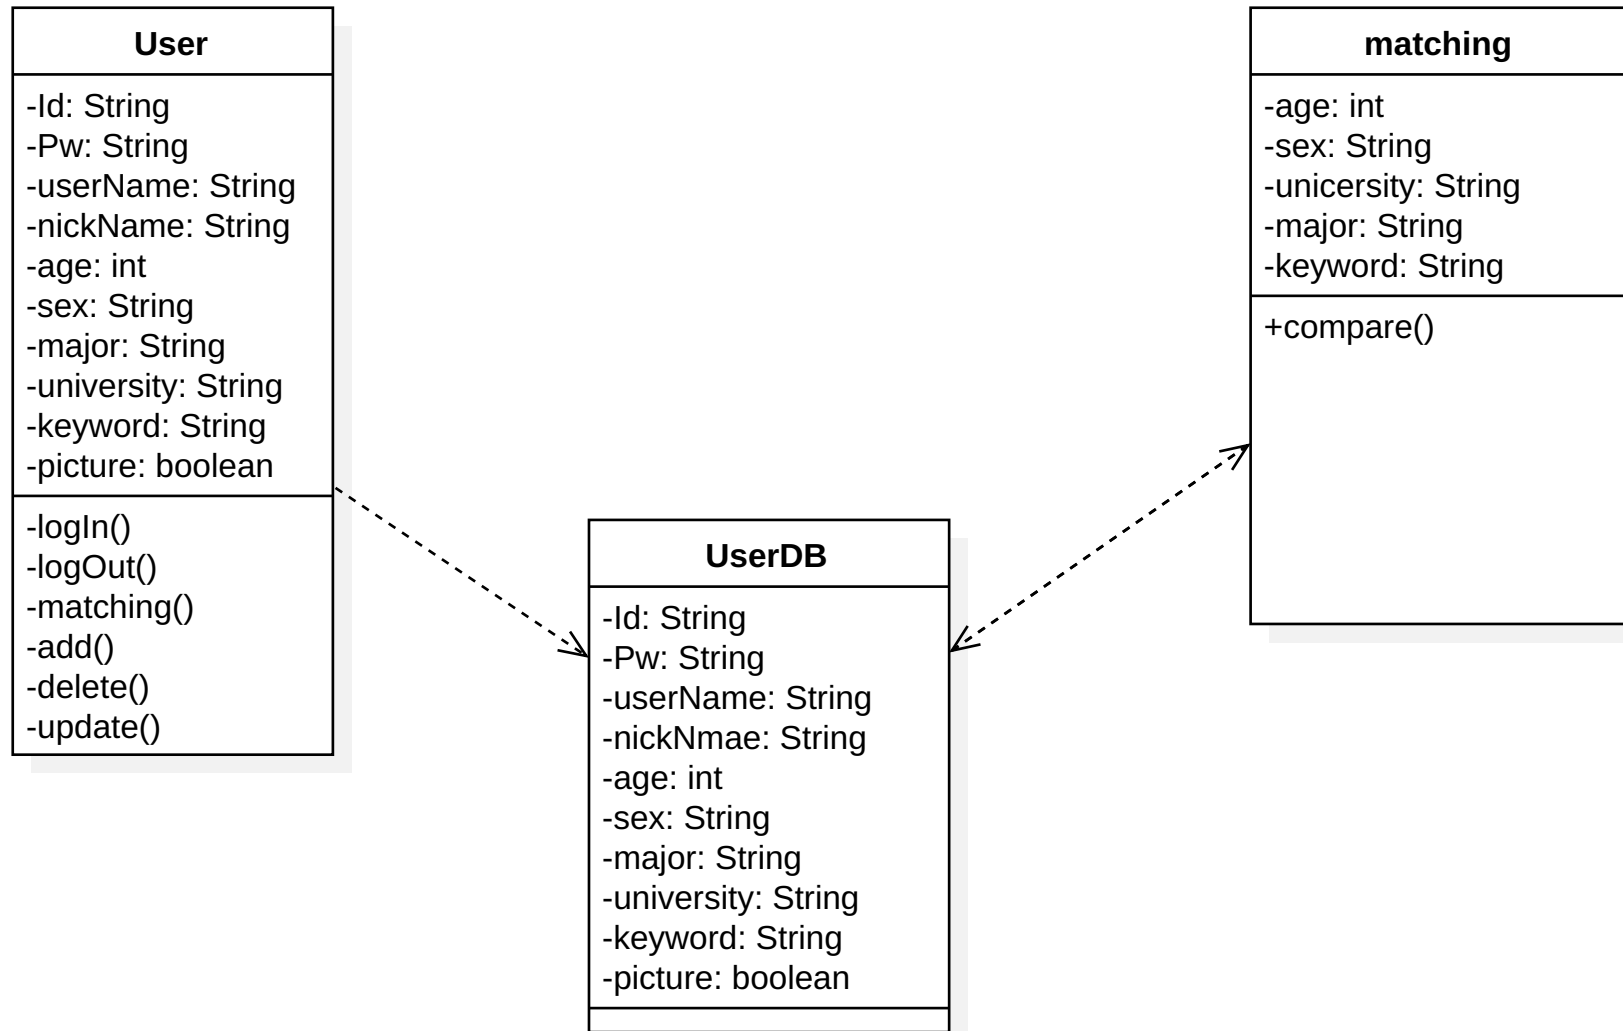 User
-Id: String
-Pw: String
-userName: String
-nickName: String
-age: int
-sex: String
-major: String
-university: String
-keyword: String
-picture: boolean
-logIn()
-logOut()
-matching()
-add()
-delete()
-update()
UserDB
-Id: String
-Pw: String
-userName: String
-nickNmae: String
-age: int
-sex: String
-major: String
-university: String
-keyword: String
-picture: boolean
matching
-age: int
-sex: String
-unicersity: String
-major: String
-keyword: String
+compare()